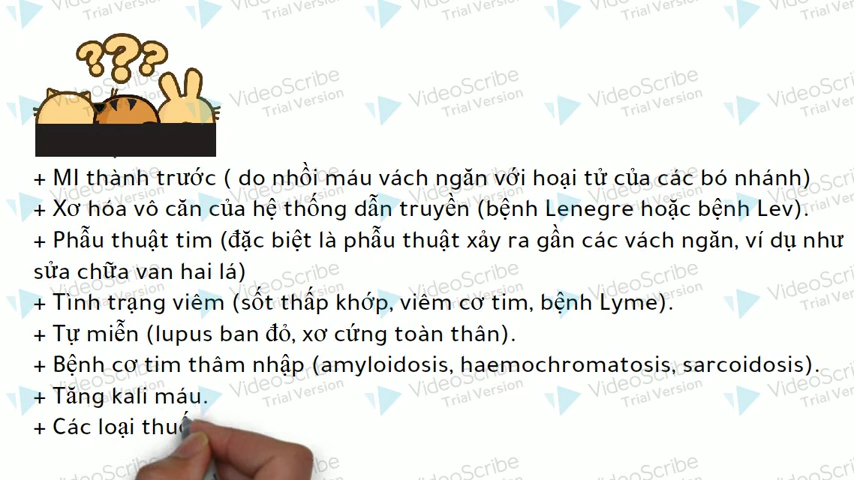 + MI thành trước ( do nhồi máu vách ngăn với hoại tử của các bó nhánh)
+ Xơ hóa vô căn của hệ thống dẫn truyền (bệnh Lenegre hoặc bệnh Lev).
+ Phẫu thuật tim (đặc biệt là phẫu thuật xảy ra gần các vách ngăn, ví dụ như
sửa chữa van hai lá)
+ Tình trạng viêm (sốt thấp khớp, viêm cơ tim, bệnh Lyme).
+ Tự miễn (lupus ban đỏ, xơ cứng toàn thân).
+ Bệnh cơ tim thâm nhập (amyloidosis, haemochromatosis, sarcoidosis).
+ Tăng kali máu.
+ Các loại
VideoScribe
Trial Version